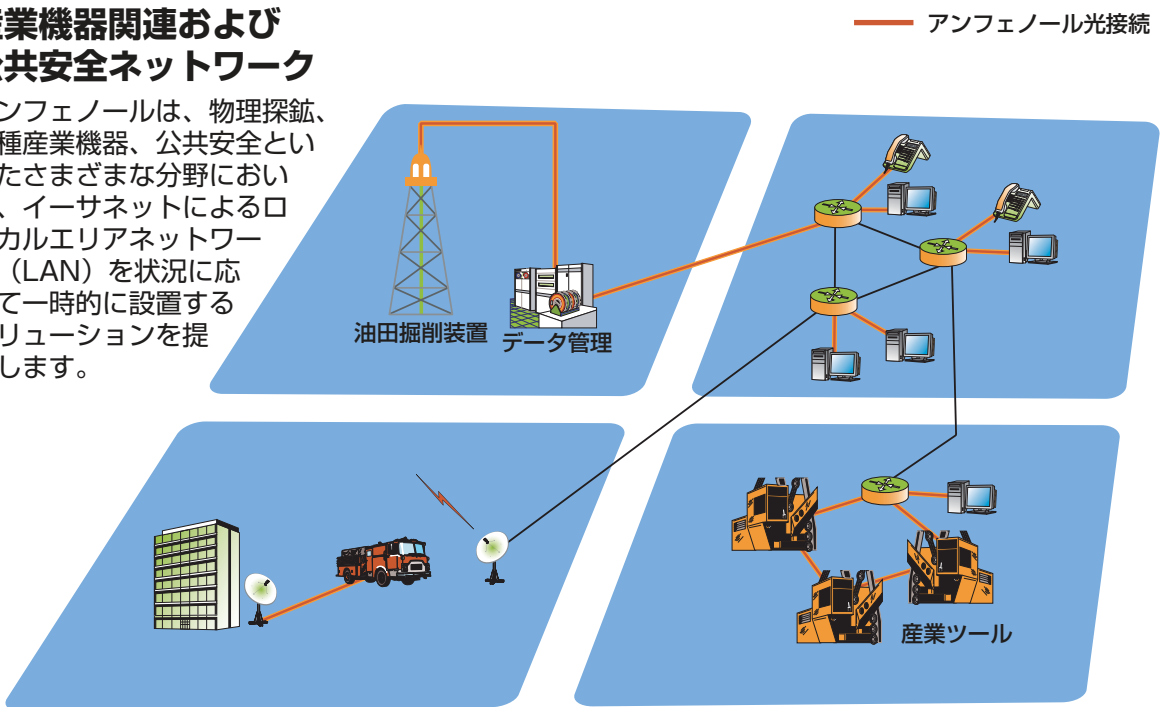 業機器関連および
共安全ネットワーク
ンフェノールは、物理探鉱、
種産業機器、公共安全とい
たさまざまな分野におい
、イーサネットによるロ
カルエリアネットワー
（LAN）を状況に応
て一時的に設置する
リューションを提
します。
アンフェノール光接続
油田掘削装置
データ管理
産業ツール